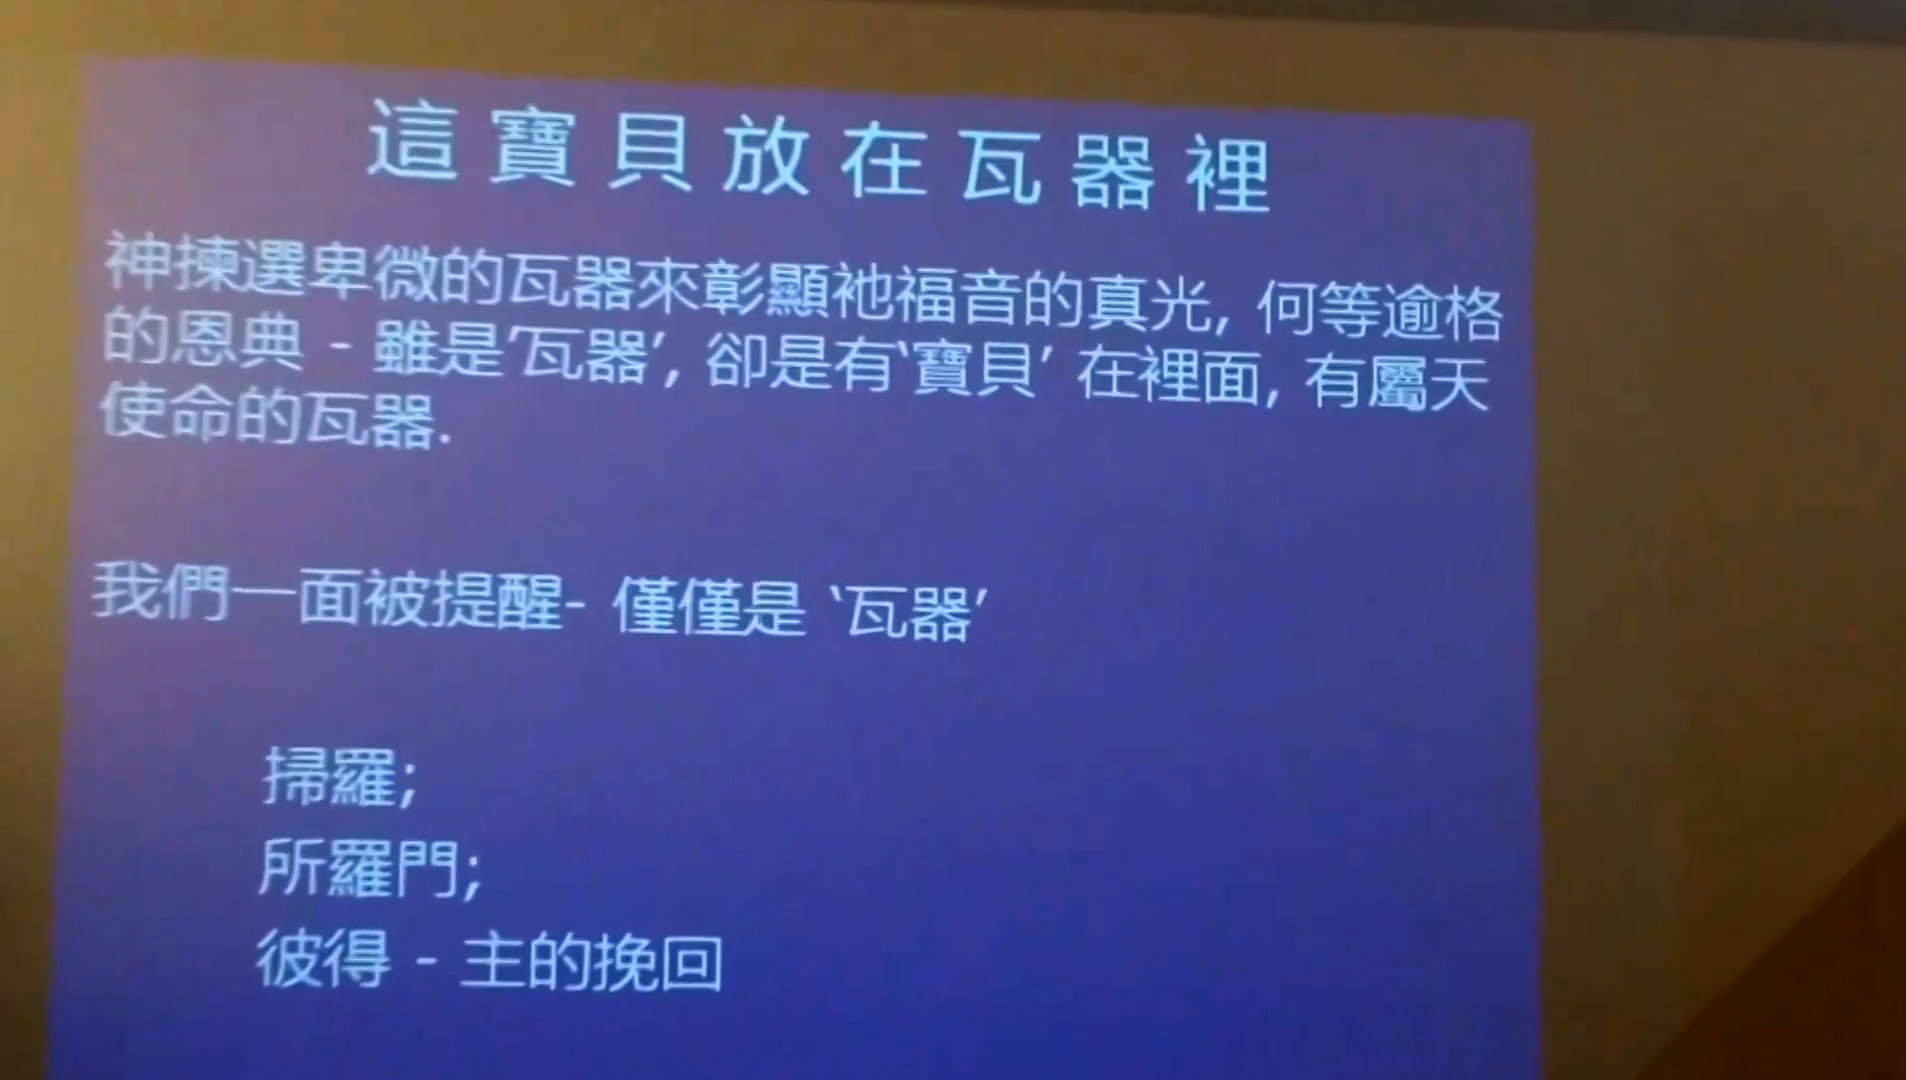 這寶貝放在瓦器裡
神揀選卑微的瓦器來彰顯祂福音的真光, 何等逾格
的恩典 - 雖是'瓦器', 卻是有'寶貝' 在裡面, 有屬天
使命的瓦器.
我們一面被提醒- 僅僅是 '瓦器'
掃羅;
所羅門;
彼得 - 主的挽回